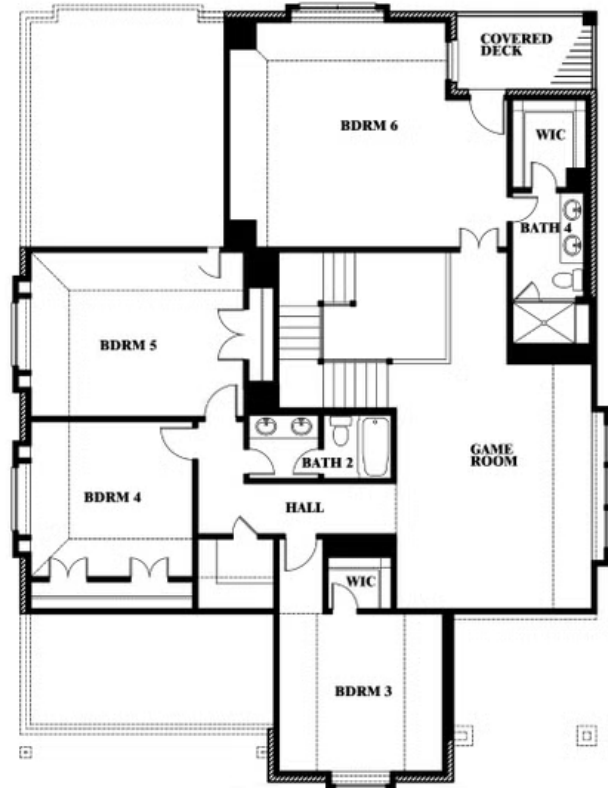 COVERED
DECK
BDRM 6
WIC
BATH 4
BDRM 5
GAME
ROOM
BATH 2
BDRM 4
HALL
WIC
BDRM 3